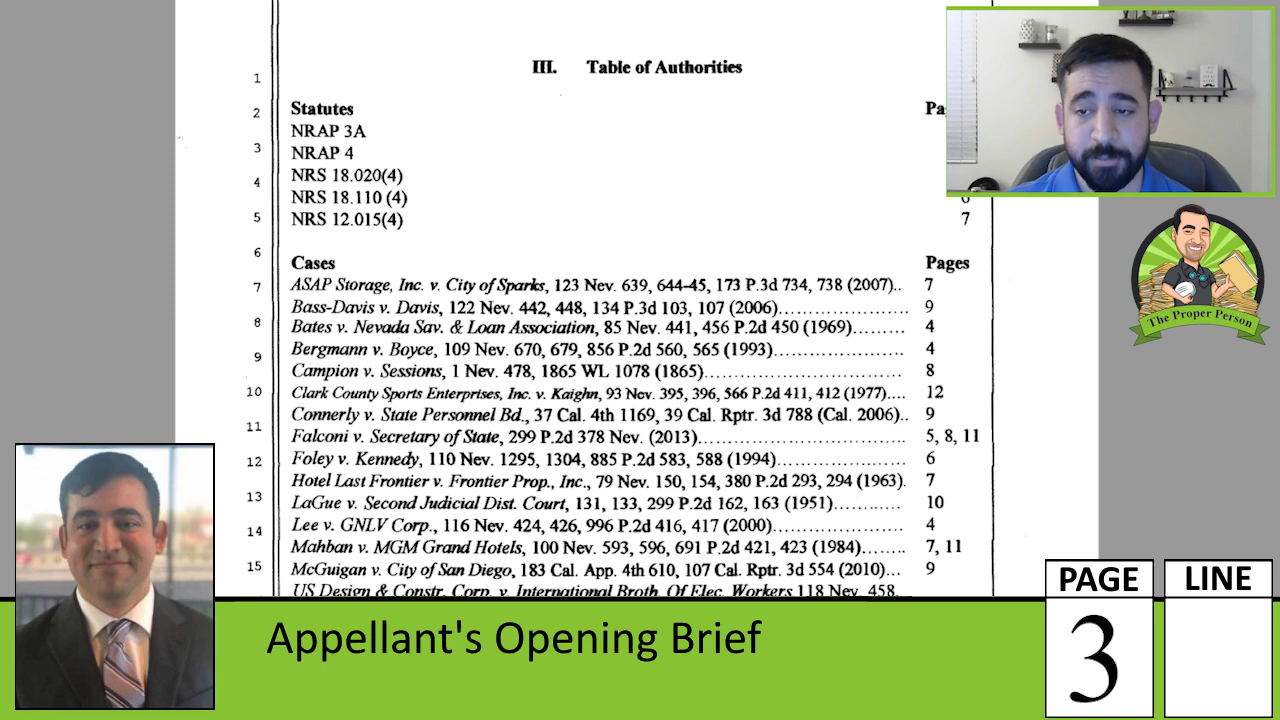 III. Table of Authorities
1
2 Statutes
NRAP 3A
3 NRAP 4
NRS 18.020(4)
4 NRS 18.110 (4)
5 NRS 12.015(4) 7
6 Cases Pages
7 ASAP Storage, Inc. v. City of Sparks, 123 Nev. 639, 644-45, 173 P.3d 734, 738 (2007).. 7
Bass-Davis v. Davis, 122 Nev. 442, 448, 134 P.3d 103, 107 (2006)........................ 9
8 Bates v. Nevada Sav. & Loan Association, 85 Nev. 441, 456 P.2d 450 (1969)......... 4
9 Bergmann v. Boyce, 109 Nev. 670, 679, 856 P.2d 560, 565 (1993)........................ 4
Campion v. Sessions, 1 Nev. 478, 1865 WL 1078 (1865).................................... 8
10 Clark County Sports Enterprises, Inc. v. Kaighn, 93 Nev. 395, 396, 566 P.2d 411, 412 (1977).... 12
Connerly v. State Personnel Bd., 37 Cal. 4th 1169, 39 Cal. Rptr. 3d 788 (Cal. 2006).. 9
11 Falconi v. Secretary of State, 299 P.2d 378 Nev. (2013)..................................... 5, 8, 11
12 Foley v. Kennedy, 110 Nev. 1295, 1304, 885 P.2d 583, 588 (1994)....................... 6
Hotel Last Frontier v. Frontier Prop., Inc., 79 Nev. 150, 154, 380 P.2d 293, 294 (1963). 7
13 LaGue v. Second Judicial Dist. Court, 131, 133, 299 P.2d 162, 163 (1951)............ 10
14 Lee v. GNLV Corp., 116 Nev. 424, 426, 996 P.2d 416, 417 (2000)........................ 4
Mahban v. MGM Grand Hotels, 100 Nev. 593, 596, 691 P.2d 421, 423 (1984)........ 7, 11
15 McGuigan v. City of San Diego, 183 Cal. App. 4th 610, 107 Cal. Rptr. 3d 554 (2010)... 9
US Design & Constr. Corp. v. International Broth. Of Elec. Workers 118 Nev. 458,
The Proper Person
PAGE LINE
3
Appellant's Opening Brief